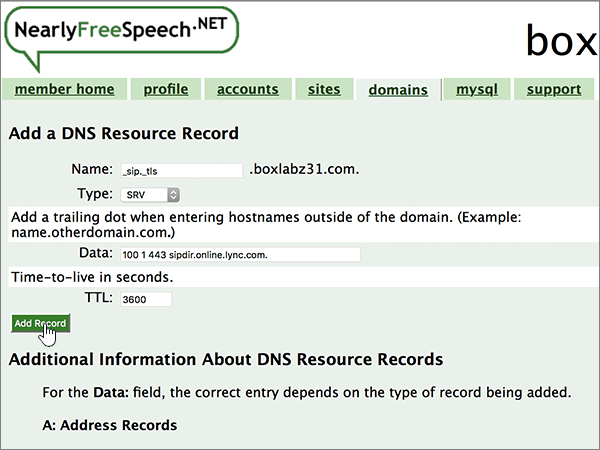 NearlyFreeSpeech.NET
box
member home profile accounts sites domains mysql support
Add a DNS Resource Record
Name: _sip._tls .boxlabz31.com.
Type: SRV
Add a trailing dot when entering hostnames outside of the domain. (Example:
name.otherdomain.com.)
Data: 100 1 443 sipdir.online.lync.com.
Time-to-live in seconds.
TTL: 3600
Add Record
Additional Information About DNS Resource Records
For the Data: field, the correct entry depends on the type of record being added.
A: Address Records